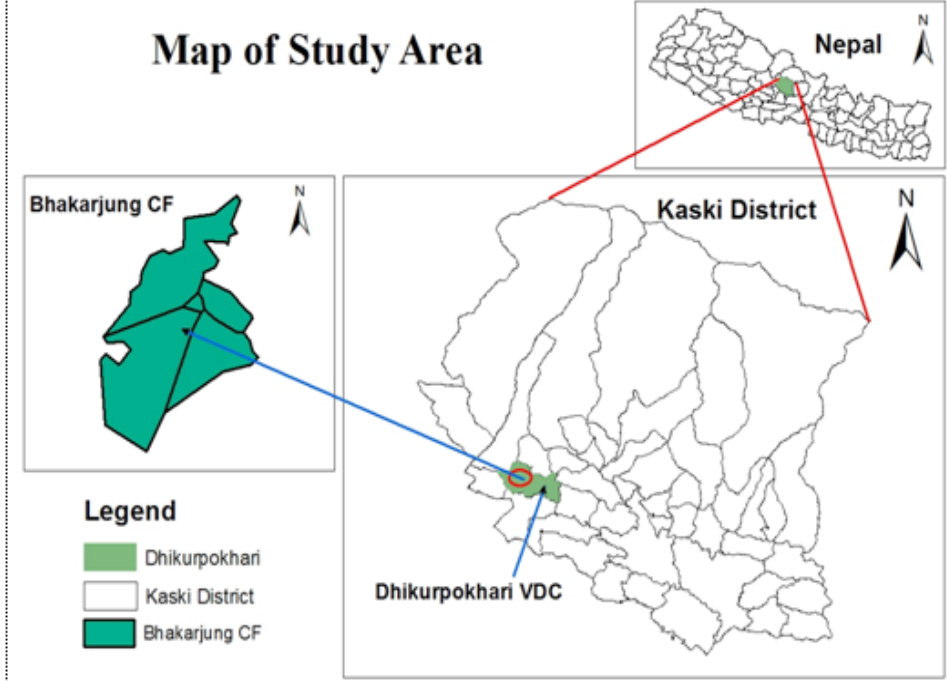 Map of Study Area
N
Nepal
N
Bhakarjung CF
Kaski District
N
Legend
Dhikurpokhari
Kaski District
Bhakarjung CF
Dhikurpokhari VDC